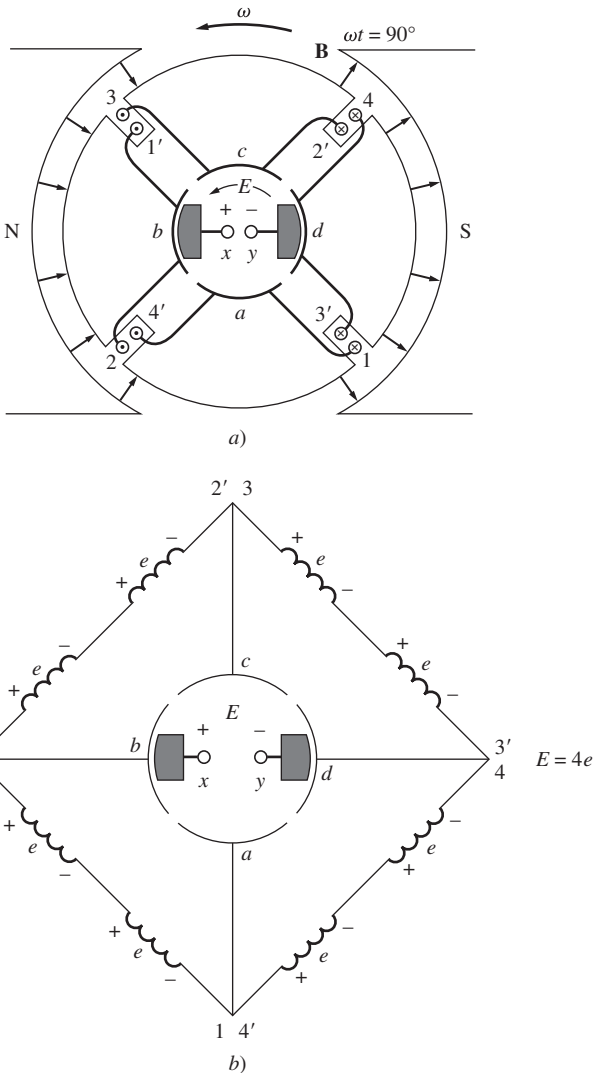 ω
B ωt = 90°
3 4
1′ 2′
c
E
N b + − d S
x y
4′ a 3′
2 1
a)
2′ 3
+ e − + e −
+ e − + e −
c
E
b + − d 3′
x y 4 E = 4e
a
+ e − + e −
+ e − + e −
1 4′
b)